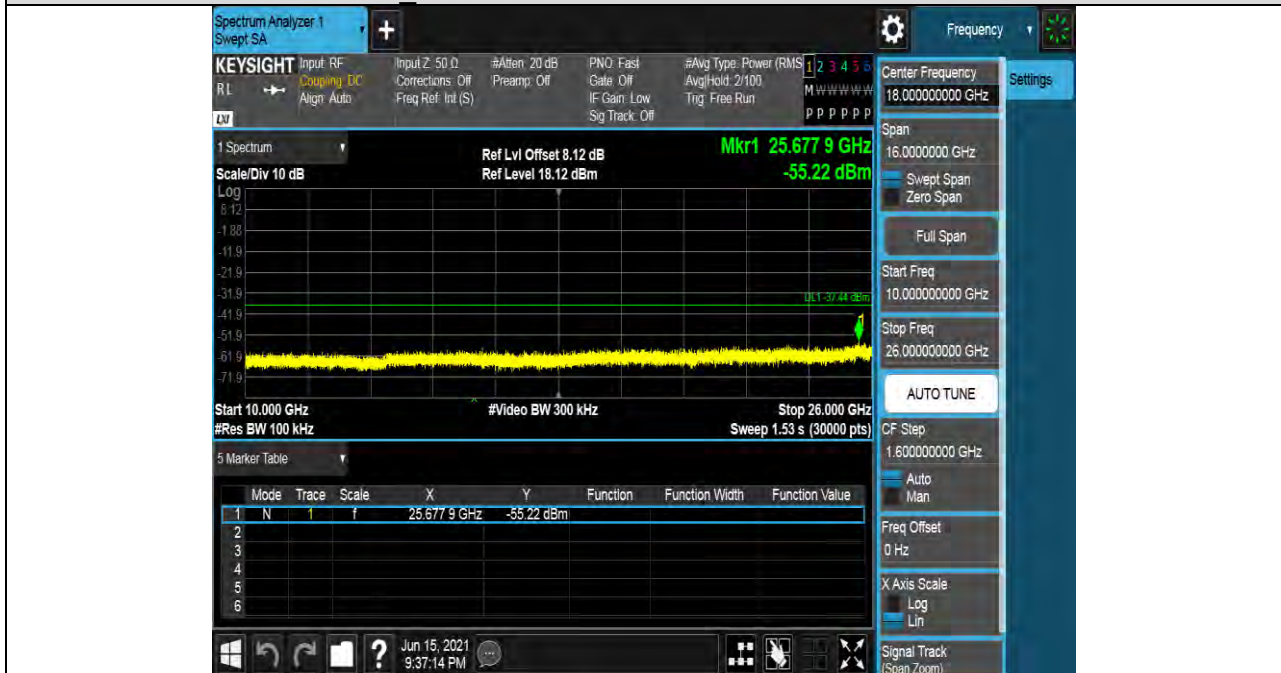 Spectrum Analyzer 1
Swept SA
+
Frequency
KEYSIGHT
RL
LXI
Input: RF
Coupling: DC
Align: Auto
Input Z: 50 Ω
Corrections: Off
Freq Ref: Int (S)
#Atten: 20 dB
Preamp: Off
PNO: Fast
Gate: Off
IF Gain: Low
Sig Track: Off
#Avg Type: Power (RMS
Avg|Hold: 2/100
Trig: Free Run
1 2 3 4 5 6
M W W W W W
P P P P P P
Center Frequency
18.000000000 GHz
Settings
Span
16.0000000 GHz
Swept Span
Zero Span
Full Span
Start Freq
10.000000000 GHz
Stop Freq
26.000000000 GHz
AUTO TUNE
CF Step
1.600000000 GHz
Auto
Man
Freq Offset
0 Hz
X Axis Scale
Log
Lin
Signal Track
(Span Zoom)
1 Spectrum
Scale/Div 10 dB
Ref Lvl Offset 8.12 dB
Ref Level 18.12 dBm
Mkr1 25.677 9 GHz
-55.22 dBm
Log
8.12
-1.88
-11.9
-21.9
-31.9
DL1 -37.44 dBm
-41.9
1
-51.9
-61.9
-71.9
Start 10.000 GHz
#Video BW 300 kHz
Stop 26.000 GHz
#Res BW 100 kHz
Sweep 1.53 s (30000 pts)
5 Marker Table
Mode Trace Scale X Y Function Function Width Function Value
1 N 1 f 25.677 9 GHz -55.22 dBm
2
3
4
5
6
?
Jun 15, 2021
9:37:14 PM